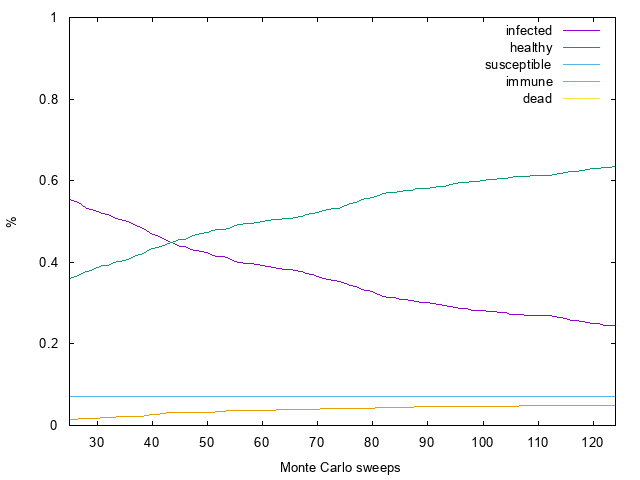 1
0.8
0.6
0.4
0.2
0
%
infected
healthy
susceptible
immune
dead
30 40 50 60 70 80 90 100 110 120
Monte Carlo sweeps